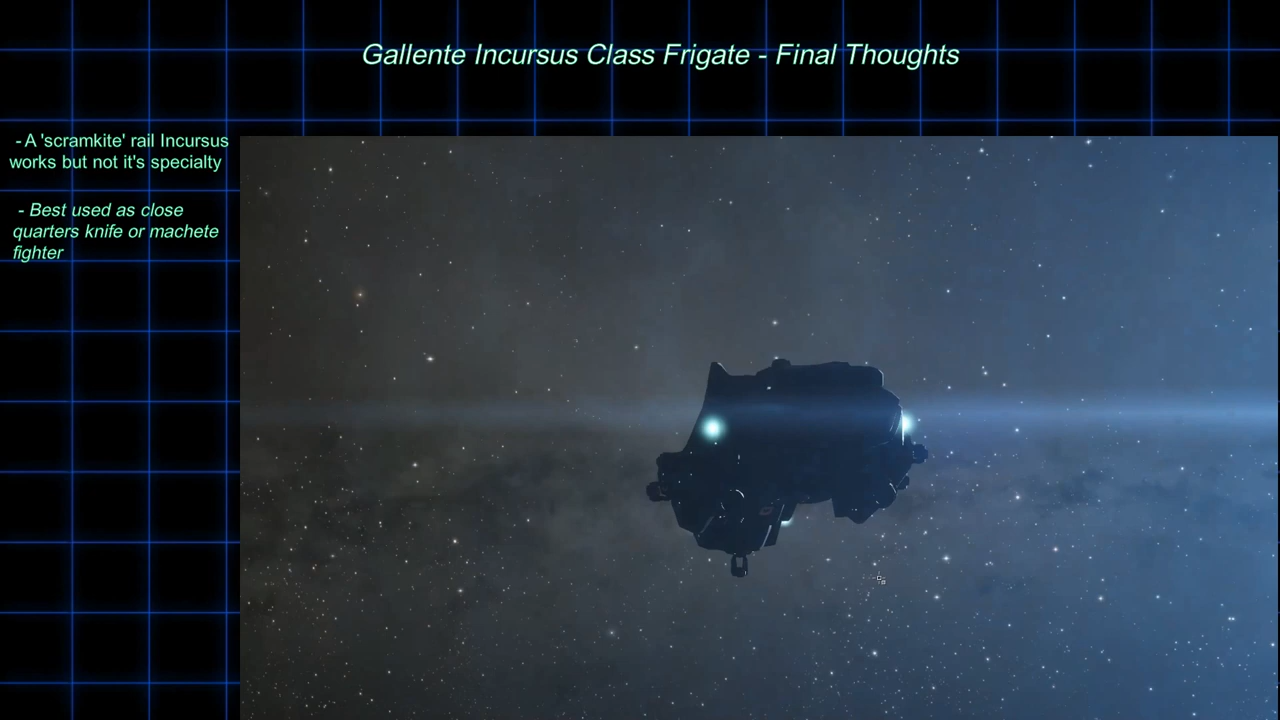 Gallente Incursus Class Frigate - Final Thoughts
- A 'scramkite' rail Incursus
works but not it's specialty
- Best used as close
quarters knife or machete
fighter